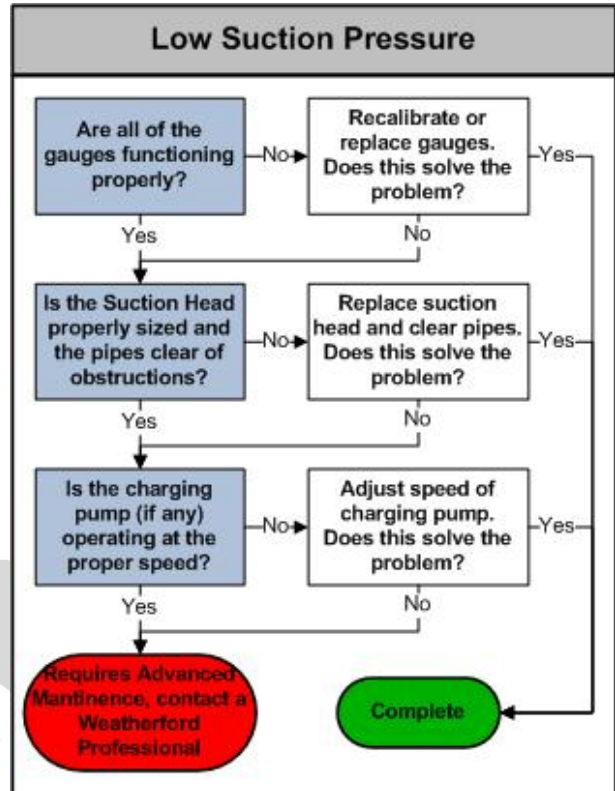 Low Suction Pressure
Are all of the
gauges functioning
properly?
No
Recalibrate or
replace gauges.
Does this solve the
problem?
Yes
Yes
No
Is the Suction Head
properly sized and
the pipes clear of
obstructions?
No
Replace suction
head and clear pipes.
Does this solve the
problem?
Yes
Yes
No
Is the charging
pump (if any)
operating at the
proper speed?
No
Adjust speed of
charging pump.
Does this solve the
problem?
Yes
Yes
No
Requires Advanced
Mantinence, contact a
Weatherford
Professional
Complete